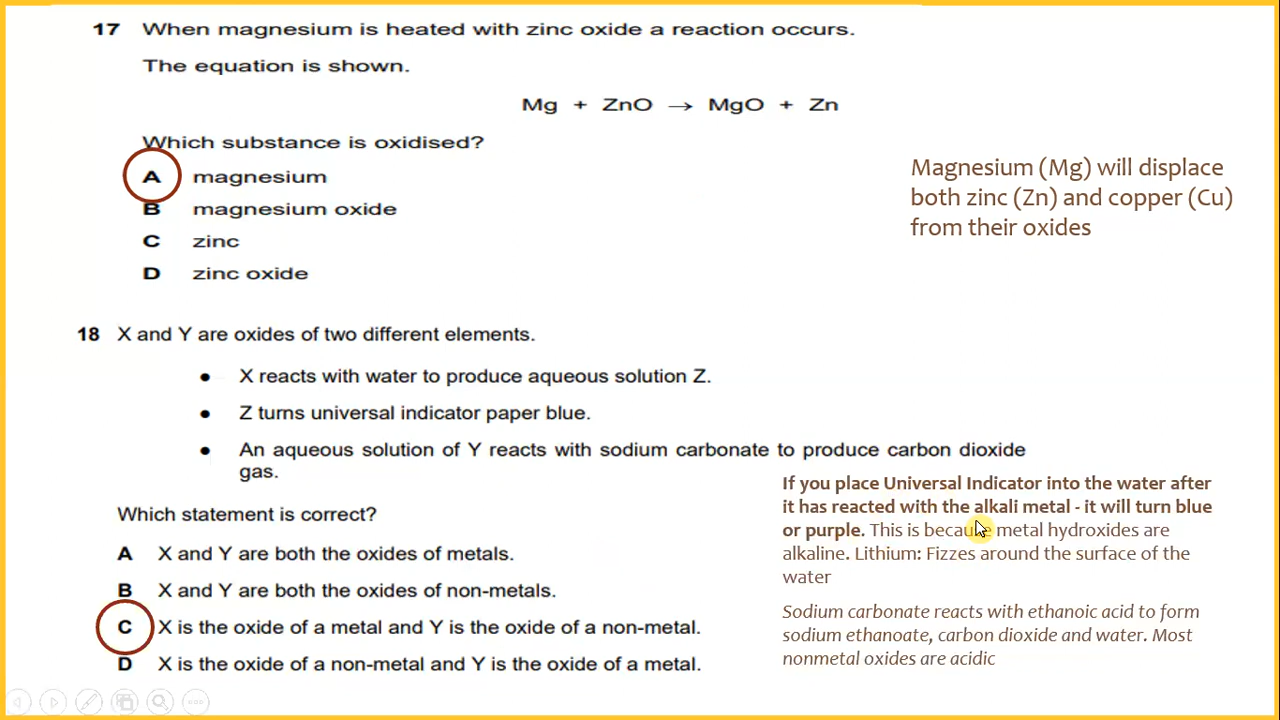 17 When magnesium is heated with zinc oxide a reaction occurs.
The equation is shown.
Mg + ZnO → MgO + Zn
Which substance is oxidised?
A magnesium
B magnesium oxide
C zinc
D zinc oxide
Magnesium (Mg) will displace
both zinc (Zn) and copper (Cu)
from their oxides
18 X and Y are oxides of two different elements.
● X reacts with water to produce aqueous solution Z.
● Z turns universal indicator paper blue.
● An aqueous solution of Y reacts with sodium carbonate to produce carbon dioxide
gas.
Which statement is correct?
A X and Y are both the oxides of metals.
B X and Y are both the oxides of non-metals.
C X is the oxide of a metal and Y is the oxide of a non-metal.
D X is the oxide of a non-metal and Y is the oxide of a metal.
If you place Universal Indicator into the water after
it has reacted with the alkali metal - it will turn blue
or purple. This is because metal hydroxides are
alkaline. Lithium: Fizzes around the surface of the
water
Sodium carbonate reacts with ethanoic acid to form
sodium ethanoate, carbon dioxide and water. Most
nonmetal oxides are acidic